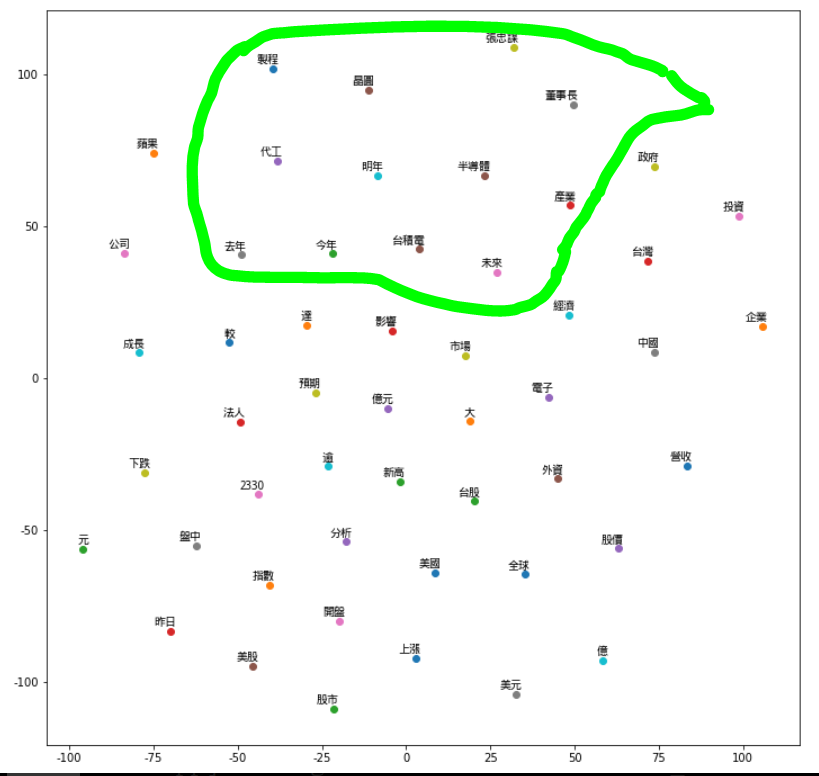 張忠謀
製程
100
晶圓
董事長
蘋果
代工
明年
半導體
政府
產業
投資
50
公司
去年
今年
台積電
未來
台灣
經濟
達
影響
企業
成長
較
市場
中國
0
預期
億元
電子
法人
大
下跌
逾
新高
外資
營收
2330
台股
-50
元
盤中
分析
股價
指數
美國
全球
開盤
昨日
美股
上漲
億
-100
股市
美元
-100
-75
-50
-25
0
25
50
75
100